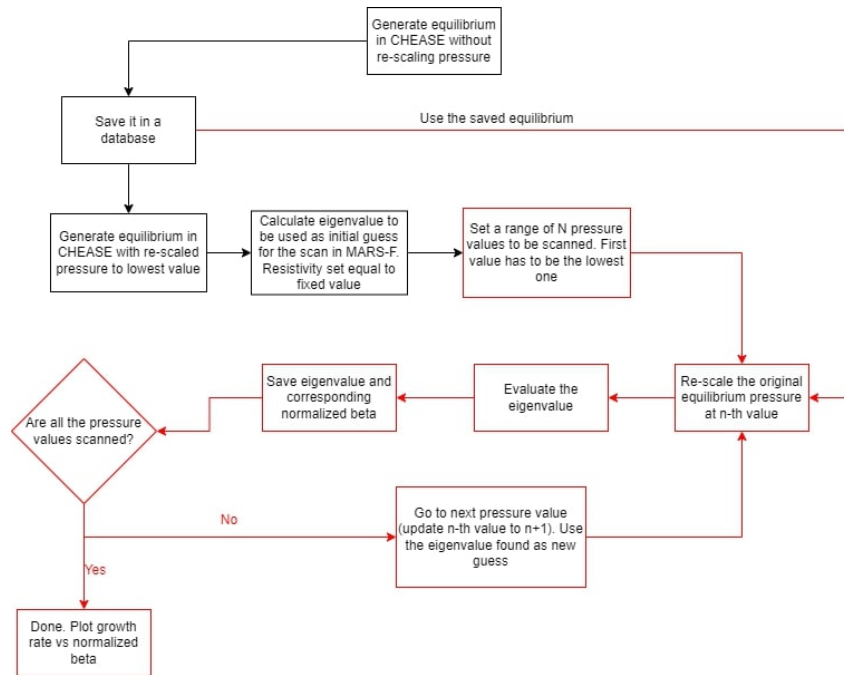 Generate equilibrium
in CHEASE without
re-scaling pressure
Save it in a
database
Use the saved equilibrium
Generate equilibrium in
CHEASE with re-scaled
pressure to lowest value
Calculate eigenvalue to
be used as initial guess
for the scan in MARS-F.
Resistivity set equal to
fixed value
Set a range of N pressure
values to be scanned. First
value has to be the lowest
one
Are all the pressure
values scanned?
Save eigenvalue and
corresponding
normalized beta
Evaluate the
eigenvalue
Re-scale the original
equilibrium pressure
at n-th value
No
Go to next pressure value
(update n-th value to n+1). Use
the eigenvalue found as new
guess
Yes
Done. Plot growth
rate vs normalized
beta